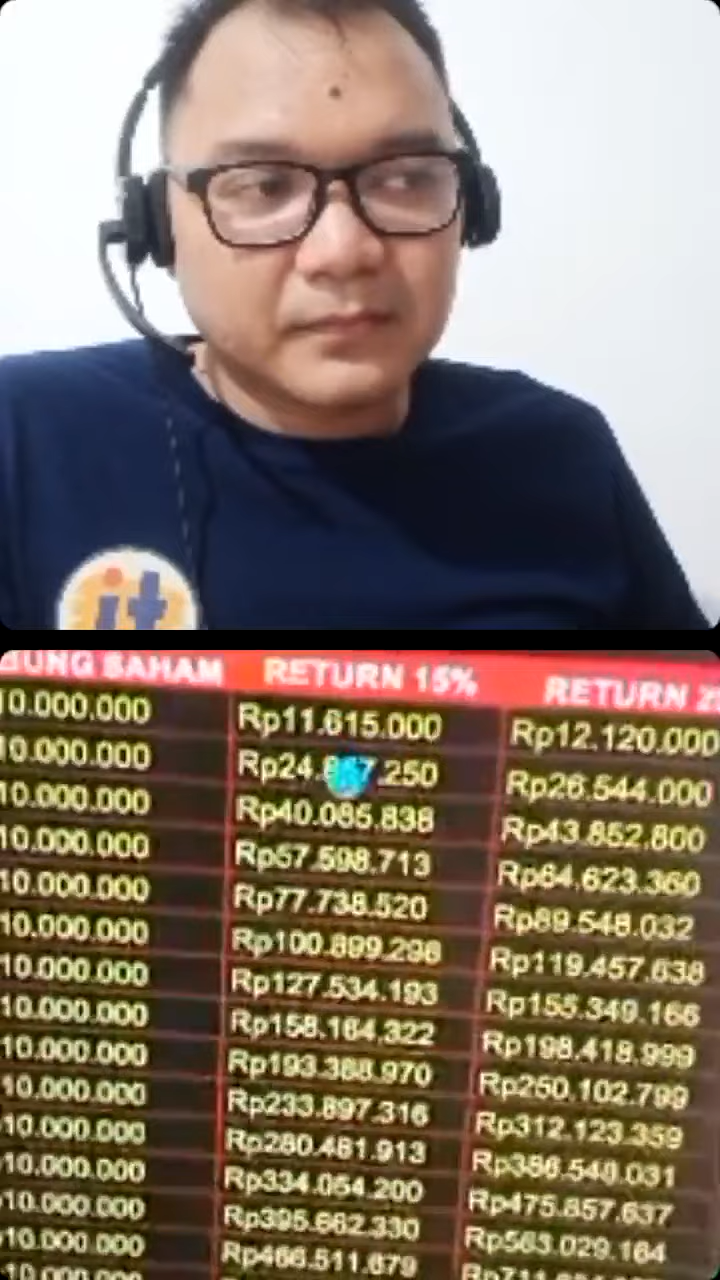 it
BUNG SAHAM RETURN 15% RETURN
10.000.000 Rp11.615.000 Rp12.120.000
10.000.000 Rp26.544.000
10.000.000 Rp40.085.838 Rp43.852.800
10.000.000 Rp57.598.713 Rp64.623.360
10.000.000 Rp77.738.520 Rp89.548.032
10.000.000 Rp100.899.298 Rp119.457.638
10.000.000 Rp127.534.193 Rp155.349.166
10.000.000 Rp158.164.322 Rp198.418.999
10.000.000 Rp193.388.970 Rp250.102.799
10.000.000 Rp233.897.316 Rp312.123.359
10.000.000 Rp280.481.913 Rp386.548.031
10.000.000 Rp334.054.200 Rp475.857.637
10.000.000 Rp395.662.330 Rp583.029.164
10.000.000 Rp466.511.679